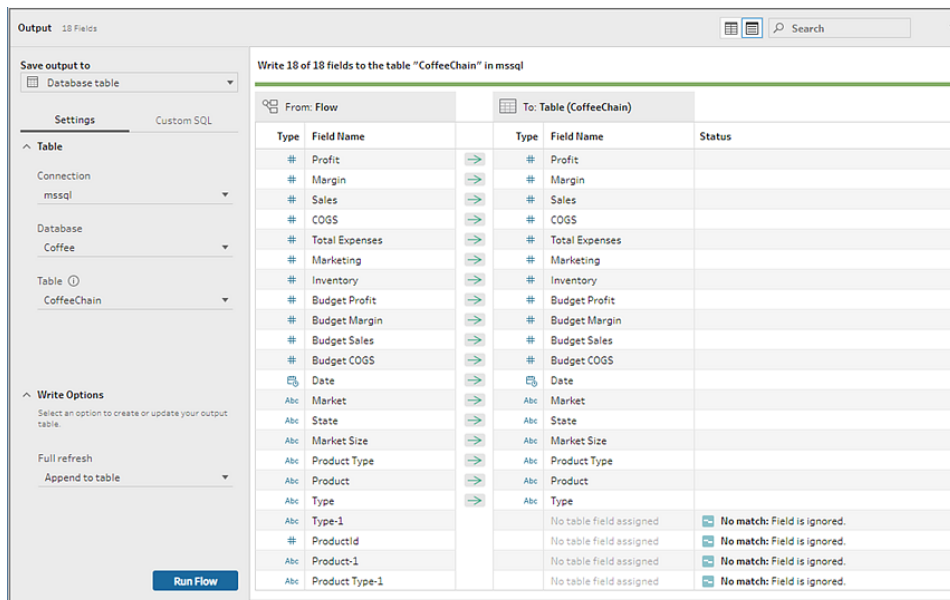 Output 18 Fields
Search
Save output to
Database table
Settings Custom SQL
Table
Connection
mssql
Database
Coffee
Table
CoffeeChain
Write Options
Select an option to create or update your output
table.
Full refresh
Append to table
Run Flow
Write 18 of 18 fields to the table "CoffeeChain" in mssql
From: Flow To: Table (CoffeeChain)
Type Field Name Type Field Name Status
# Profit # Profit
# Margin # Margin
# Sales # Sales
# COGS # COGS
# Total Expenses # Total Expenses
# Marketing # Marketing
# Inventory # Inventory
# Budget Profit # Budget Profit
# Budget Margin # Budget Margin
# Budget Sales # Budget Sales
# Budget COGS # Budget COGS
Date Date
Abc Market Abc Market
Abc State Abc State
Abc Market Size Abc Market Size
Abc Product Type Abc Product Type
Abc Product Abc Product
Abc Type Abc Type
Abc Type-1 No table field assigned No match: Field is ignored.
# ProductId No table field assigned No match: Field is ignored.
Abc Product-1 No table field assigned No match: Field is ignored.
Abc Product Type-1 No table field assigned No match: Field is ignored.